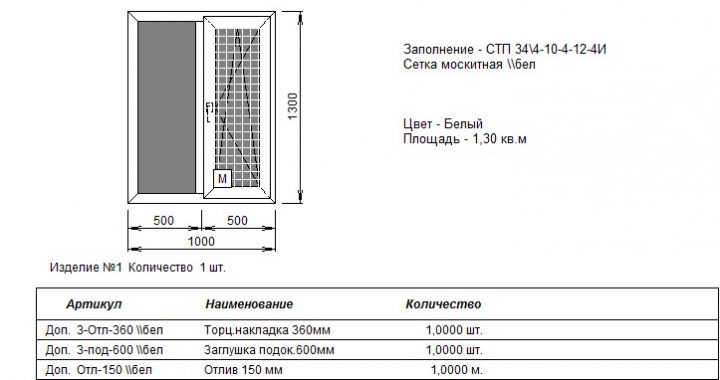 Заполнение - СТП 34\4-10-4-12-4И
Сетка москитная \\бел
1300
Цвет - Белый
Площадь - 1,30 кв.м
М
500 500
1000
Изделие №1 Количество 1 шт.
Артикул Наименование Количество
Доп. 3-Отл-360 \\бел Торц.накладка 360мм 1,0000 шт.
Доп. 3-под-600 \\бел Заглушка подок.600мм 1,0000 шт.
Доп. Отл-150 \\бел Отлив 150 мм 1,0000 м.